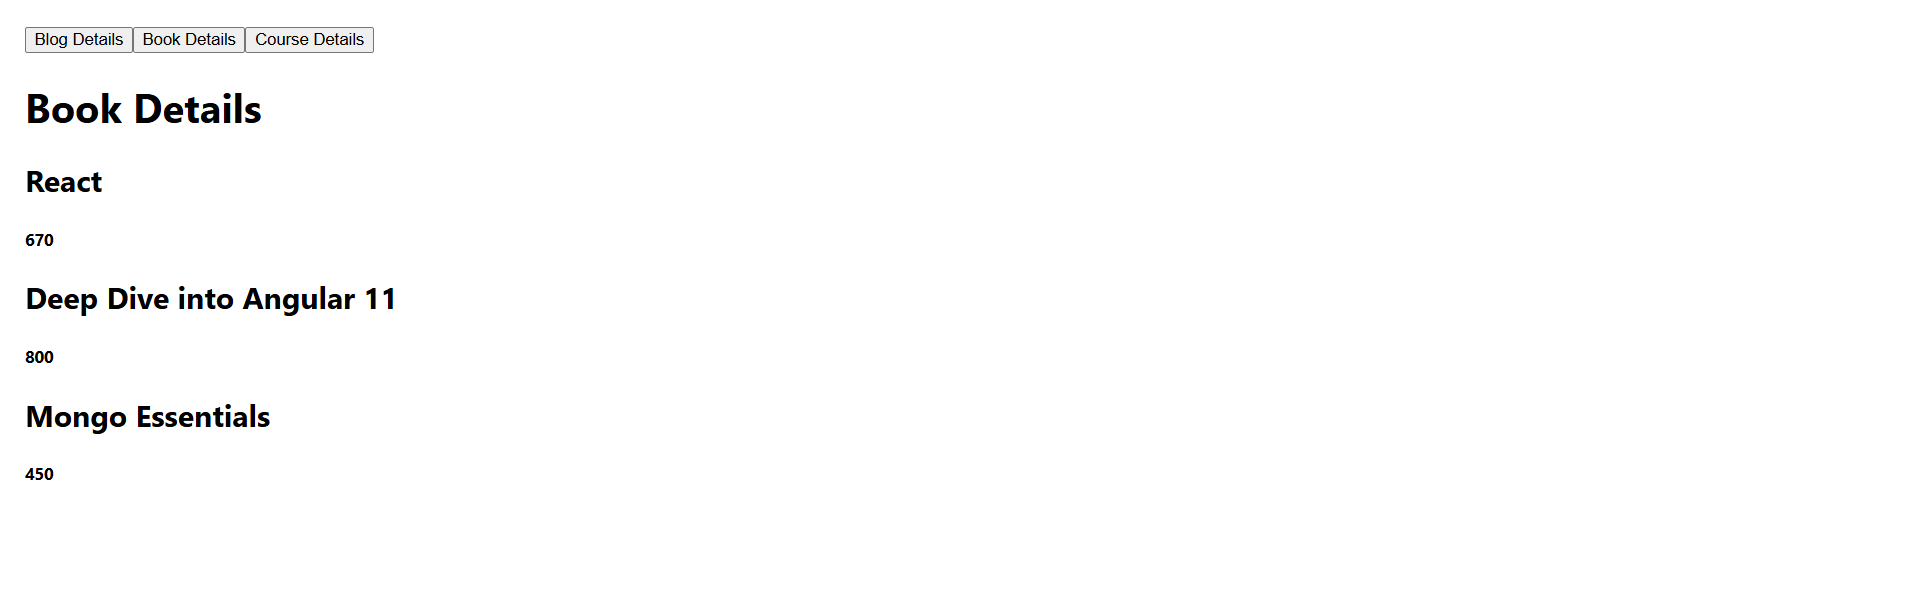 Blog Details Book Details Course Details
Book Details
React
670
Deep Dive into Angular 11
800
Mongo Essentials
450